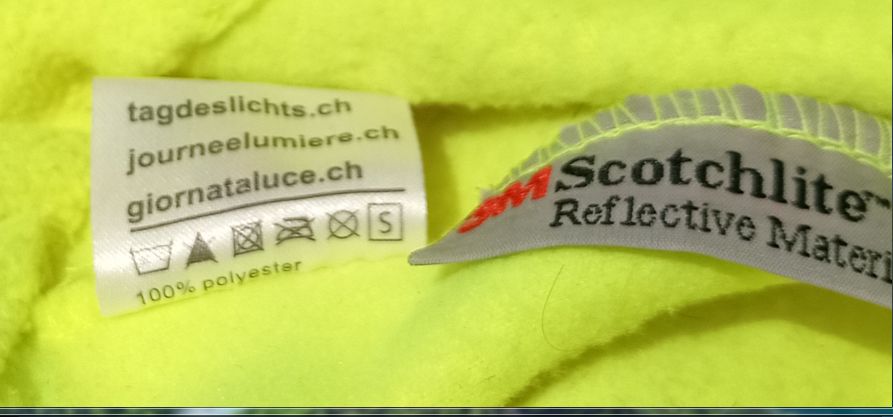 tagdeslichts.ch
journeelumiere.ch
giornataluce.ch
S
100% polyester
3M Scotchlite™
Reflective Materi